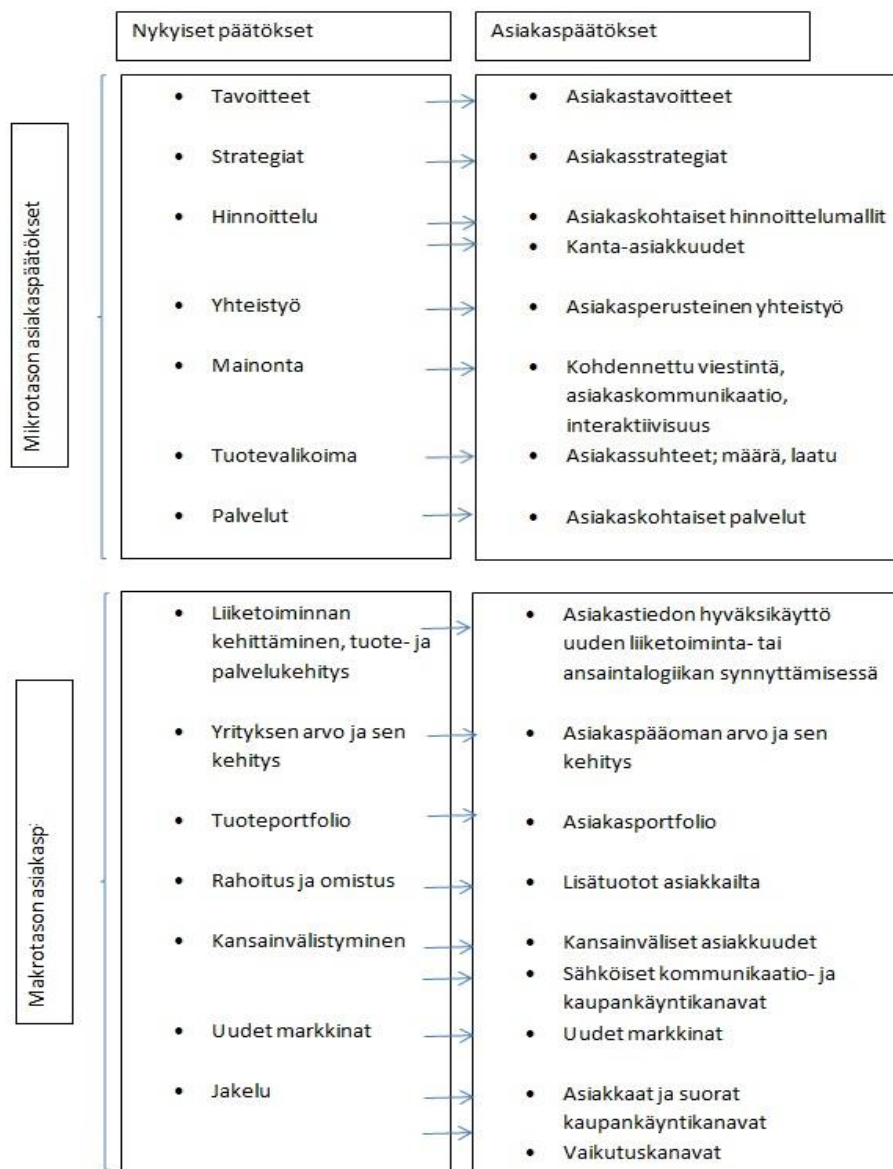 Nykyiset päätökset
Asiakaspäätökset
Mikrotason asiakaspäätökset
• Tavoitteet
• Asiakastavoitteet
• Strategiat
• Asiakasstrategiat
• Hinnoittelu
• Asiakaskohtaiset hinnoittelumallit
• Kanta-asiakkuudet
• Yhteistyö
• Asiakasperusteinen yhteistyö
• Mainonta
• Kohdennettu viestintä,
asiakaskommunikaatio,
interaktiivisuus
• Tuotevalikoima
• Asiakassuhteet; määrä, laatu
• Palvelut
• Asiakaskohtaiset palvelut
Makrotason asiakasp
• Liiketoiminnan
kehittäminen, tuote- ja
palvelukehitys
• Asiakastiedon hyväksikäyttö
uuden liiketoiminta- tai
ansaintalogiikan synnyttämisessä
• Yrityksen arvo ja sen
kehitys
• Asiakaspääoman arvo ja sen
kehitys
• Tuoteportfolio
• Asiakasportfolio
• Rahoitus ja omistus
• Lisätuotot asiakkailta
• Kansainvälistyminen
• Kansainväliset asiakkuudet
• Sähköiset kommunikaatio- ja
kaupankäyntikanavat
• Uudet markkinat
• Uudet markkinat
• Jakelu
• Asiakkaat ja suorat
kaupankäyntikanavat
• Vaikutuskanavat